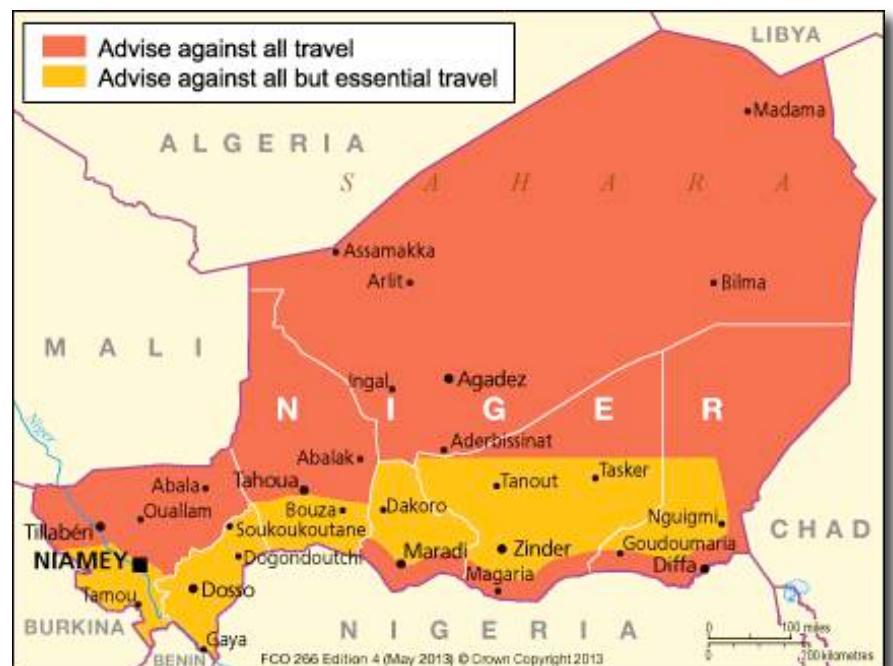 Advise against all travel
Advise against all but essential travel
LIBYA
Madama
ALGERIA
SAHARA
Assamakka
Arlit
Bilma
MALI
Niger
Ingal
Agadez
NIGER
Aderbissinat
Abalak
Tahoua
Abala
Ouallam
Tanout
Tasker
Bouza
Dakoro
Tillabéri
Soukoukoutane
Nguigmi
CHAD
NIAMEY
Dogondoutchi
Maradi
Zinder
Goudoumaria
Diffa
Magaria
Tamou
Dosso
BURKINA
Gaya
NIGERIA
BENIN
0 100 miles
0 200 kilometres
FCO 266 Edition 4 (May 2013) © Crown Copyright 2013